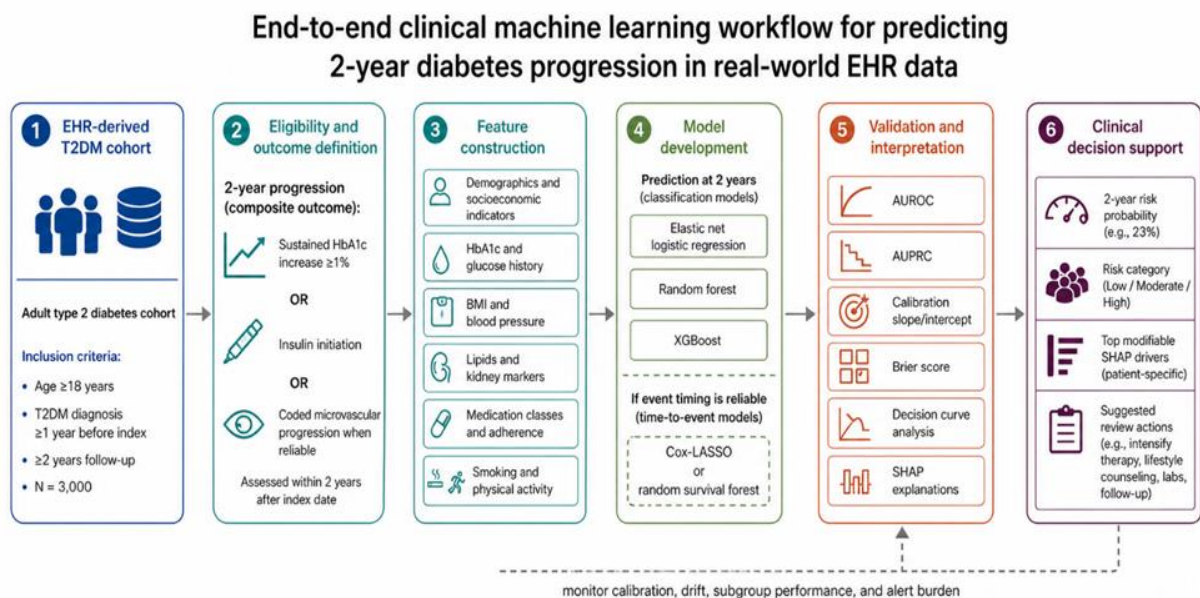 End-to-end clinical machine learning workflow for predicting
2-year diabetes progression in real-world EHR data
1
EHR-derived
T2DM cohort
Adult type 2 diabetes cohort
Inclusion criteria:
• Age ≥18 years
• T2DM diagnosis
≥1 year before index
• ≥2 years follow-up
• N = 3,000
2
Eligibility and
outcome definition
2-year progression
(composite outcome):
Sustained HbA1c
increase ≥1%
OR
Insulin initiation
OR
Coded microvascular
progression when
reliable
Assessed within 2 years
after index date
3
Feature
construction
Demographics and
socioeconomic
indicators
HbA1c and
glucose history
BMI and
blood pressure
Lipids and
kidney markers
Medication classes
and adherence
Smoking and
physical activity
4
Model
development
Prediction at 2 years
(classification models)
Elastic net
logistic regression
Random forest
XGBoost
If event timing is reliable
(time-to-event models)
Cox-LASSO
or
random survival forest
5
Validation and
interpretation
AUROC
AUPRC
Calibration
slope/intercept
Brier score
Decision curve
analysis
SHAP
explanations
6
Clinical
decision support
2-year risk
probability
(e.g., 23%)
Risk category
(Low / Moderate /
High)
Top modifiable
SHAP drivers
(patient-specific)
Suggested
review actions
(e.g., intensify
therapy, lifestyle
counseling, labs,
follow-up)
monitor calibration, drift, subgroup performance, and alert burden